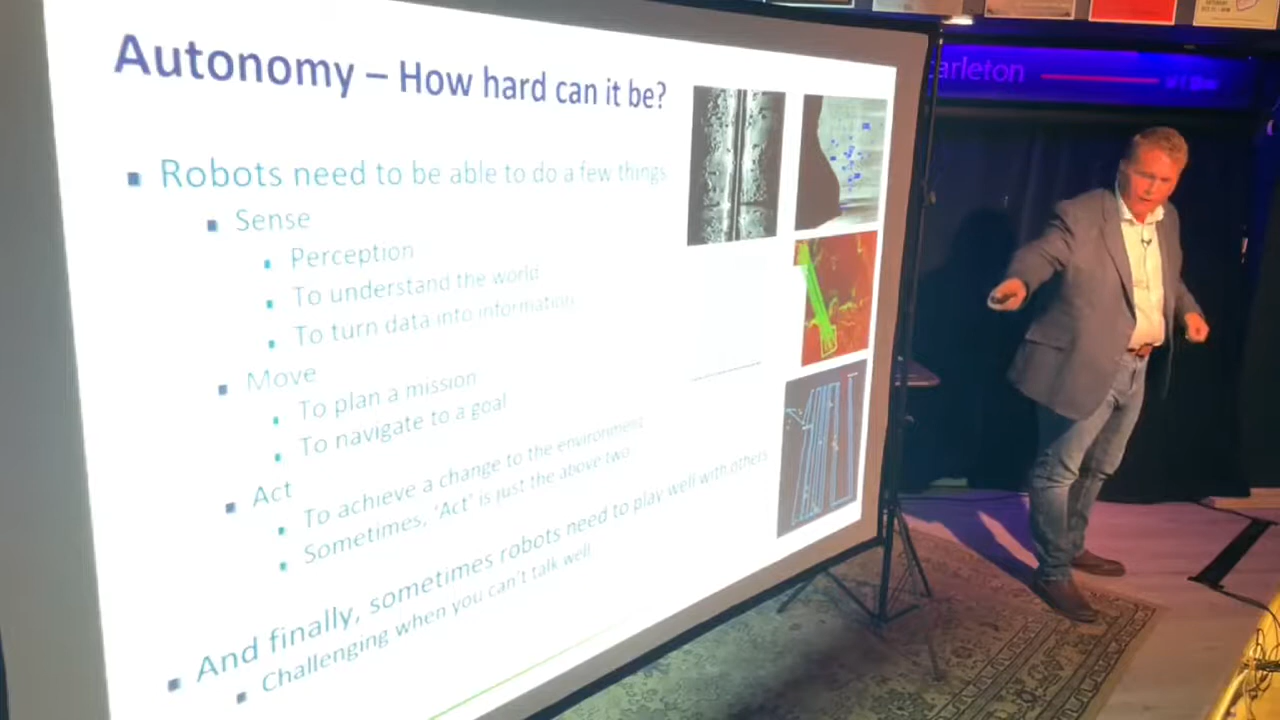 Autonomy – How hard can it be?
Robots need to be able to do a few things
Sense
Perception
To understand the world
To turn data into information
Move
To plan a mission
To navigate to a goal
Act
To achieve a change to the environment
Sometimes, 'Act' is just the above two
And finally, sometimes robots need to play well with others
Challenging when you can't talk well
arleton